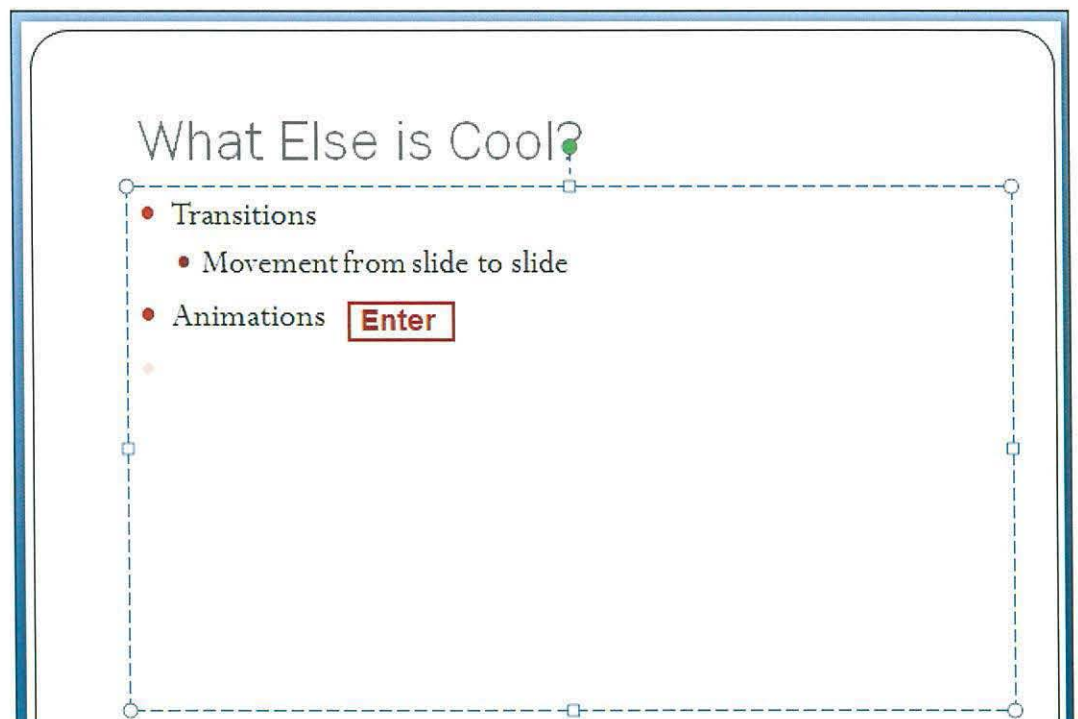 What Else is Cool?
Transitions
Movement from slide to slide
Animations Enter